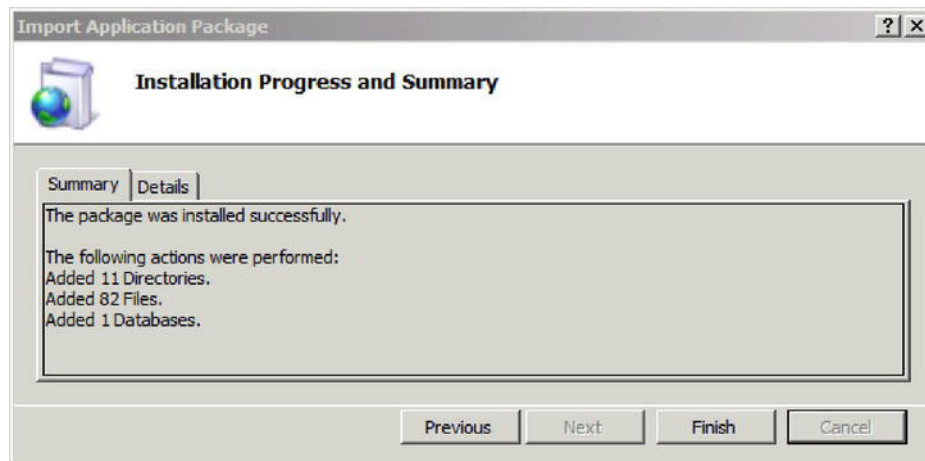 Import Application Package
Installation Progress and Summary
Summary Details
The package was installed successfully.
The following actions were performed:
Added 11 Directories.
Added 82 Files.
Added 1 Databases.
Previous Next Finish Cancel